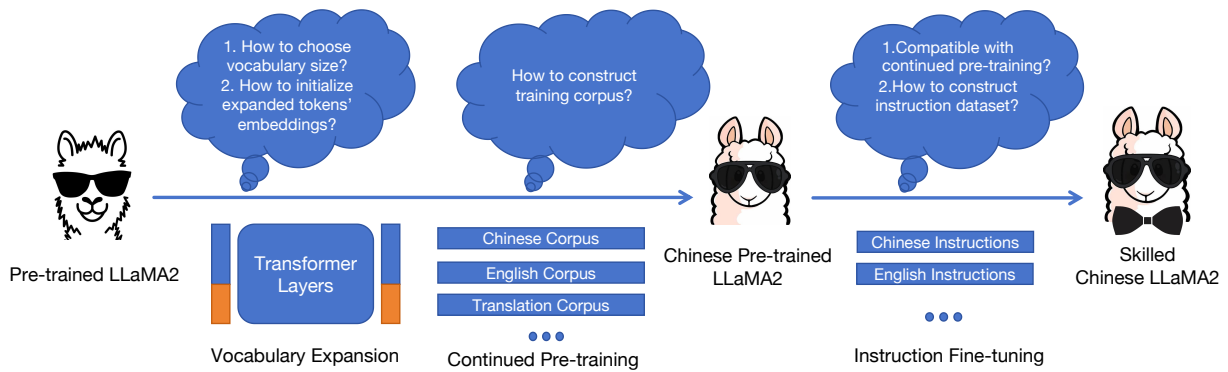 1. How to choose
vocabulary size?
2. How to initialize
expanded tokens'
embeddings?
How to construct
training corpus?
1.Compatible with
continued pre-training?
2.How to construct
instruction dataset?
Pre-trained LLaMA2
Transformer
Layers
Vocabulary Expansion
Chinese Corpus
English Corpus
Translation Corpus
Continued Pre-training
Chinese Pre-trained
LLaMA2
Chinese Instructions
English Instructions
Instruction Fine-tuning
Skilled
Chinese LLaMA2